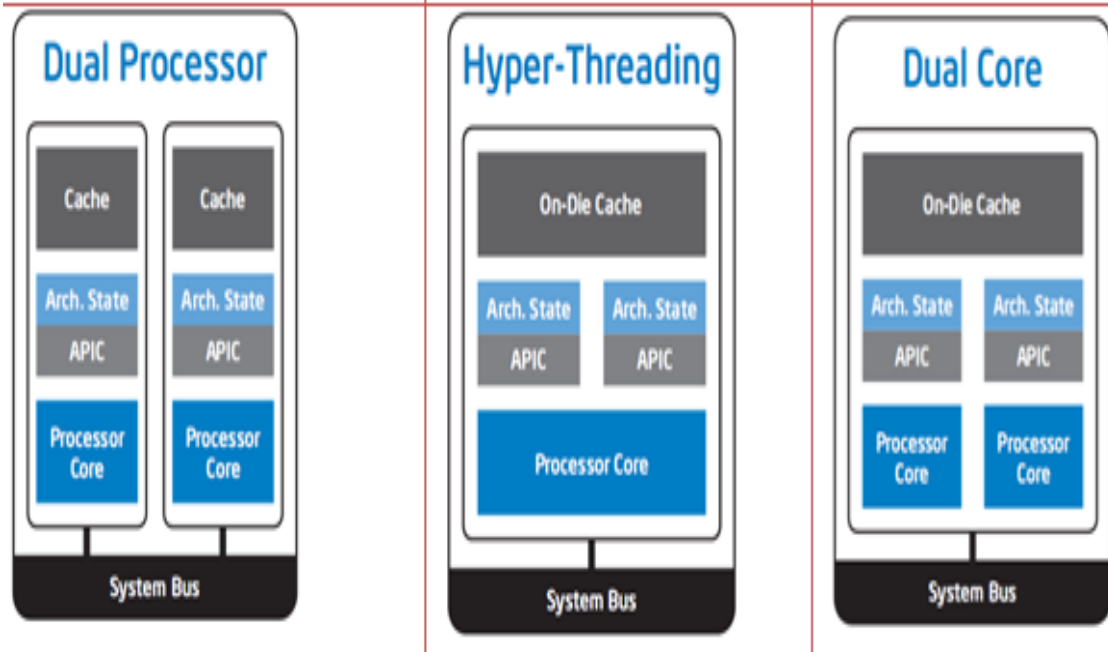 Dual Processor
Cache
Cache
Arch. State
Arch. State
APIC
APIC
Processor
Core
Processor
Core
System Bus
Hyper-Threading
On-Die Cache
Arch. State
Arch. State
APIC
APIC
Processor Core
System Bus
Dual Core
On-Die Cache
Arch. State
Arch. State
APIC
APIC
Processor
Core
Processor
Core
System Bus